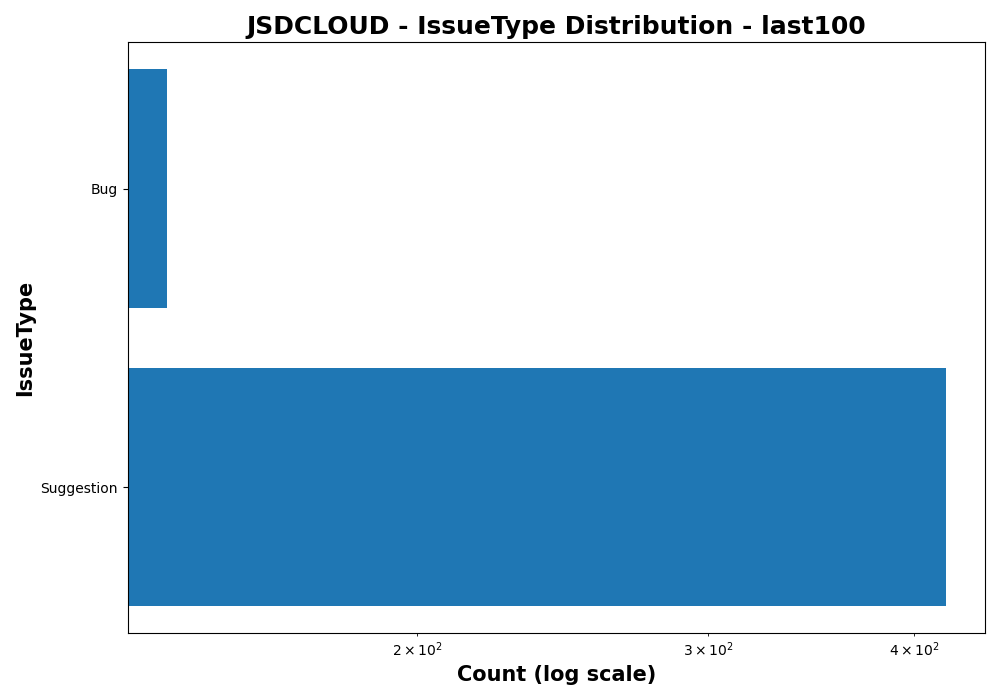 JSDCLOUD - IssueType Distribution - last100
Bug
Suggestion
IssueType
2 × 10²
3 × 10²
4 × 10²
Count (log scale)